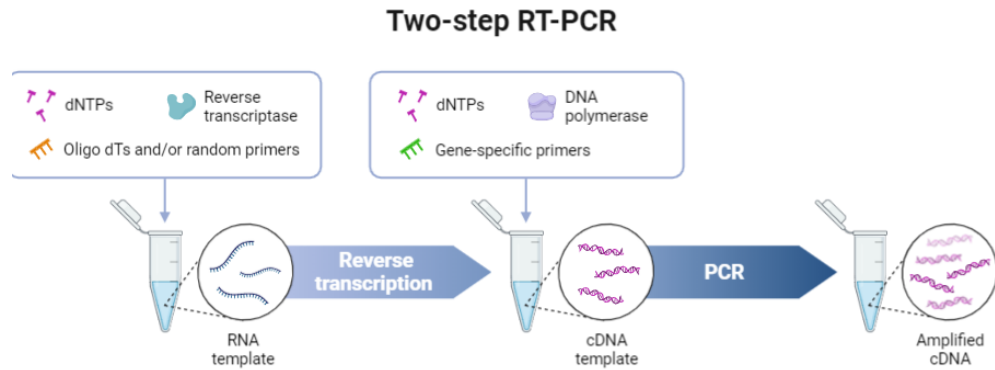 Two-step RT-PCR
dNTPs
Reverse
transcriptase
Oligo dTs and/or random primers
dNTPs
DNA
polymerase
Gene-specific primers
Reverse
transcription
PCR
RNA
template
cDNA
template
Amplified
cDNA